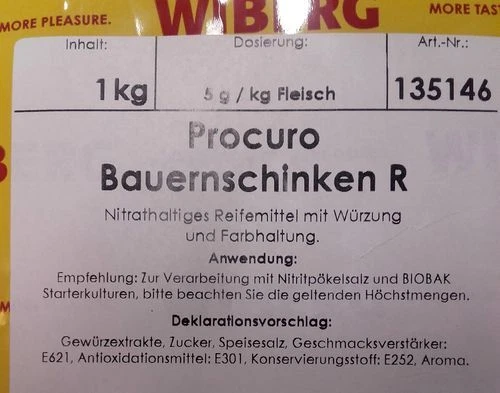 MORE PLEASURE.
WIBERG
MORE TAS
Inhalt:
Dosierung:
Art.-Nr.:
1kg
5 g / kg Fleisch
135146
Procuro
Bauernschinken R
Nitrathaltiges Reifemittel mit Würzung
und Farbhaltung.
Anwendung:
Empfehlung: Zur Verarbeitung mit Nitritpökelsalz und BIOBAK
Starterkulturen, bitte beachten Sie die geltenden Höchstmengen.
Deklarationsvorschlag:
Gewürzextrakte, Zucker, Speisesalz, Geschmacksverstärker:
E621, Antioxidationsmittel: E301, Konservierungsstoff: E252, Aroma.